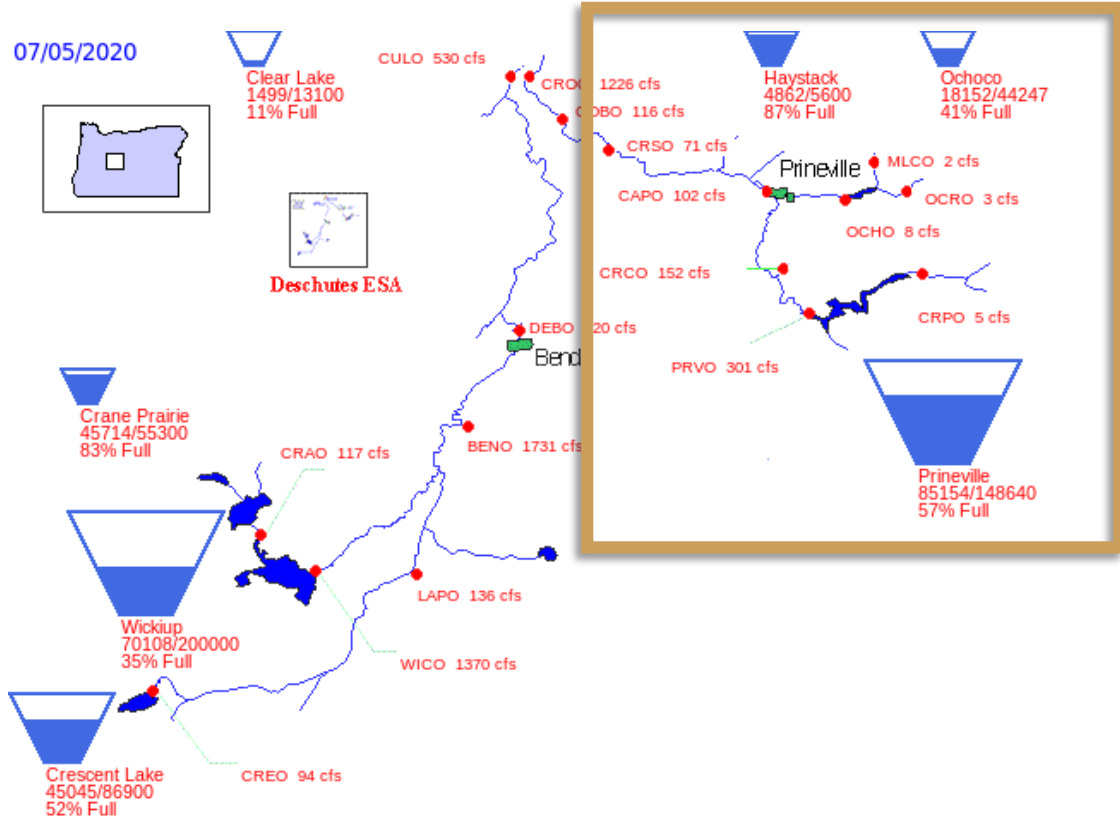 07/05/2020
Clear Lake
1499/13100
11% Full
CULO 530 cfs
1226 cfs
116 cfs
CRSO 71 cfs
Haystack
4862/5600
87% Full
Ochoco
18152/44247
41% Full
Prineville
MLCO 2 cfs
CAPO 102 cfs
OCRO 3 cfs
OCHO 8 cfs
CRCO 152 cfs
CRPO 5 cfs
PRVO 301 cfs
Deschutes ESA
DEBO 20 cfs
Bend
Crane Prairie
45714/55300
83% Full
BENO 1731 cfs
CRAO 117 cfs
Prineville
85154/148640
57% Full
LAPO 136 cfs
Wickiup
70108/200000
35% Full
WICO 1370 cfs
Crescent Lake
45045/86900
52% Full
CREO 94 cfs